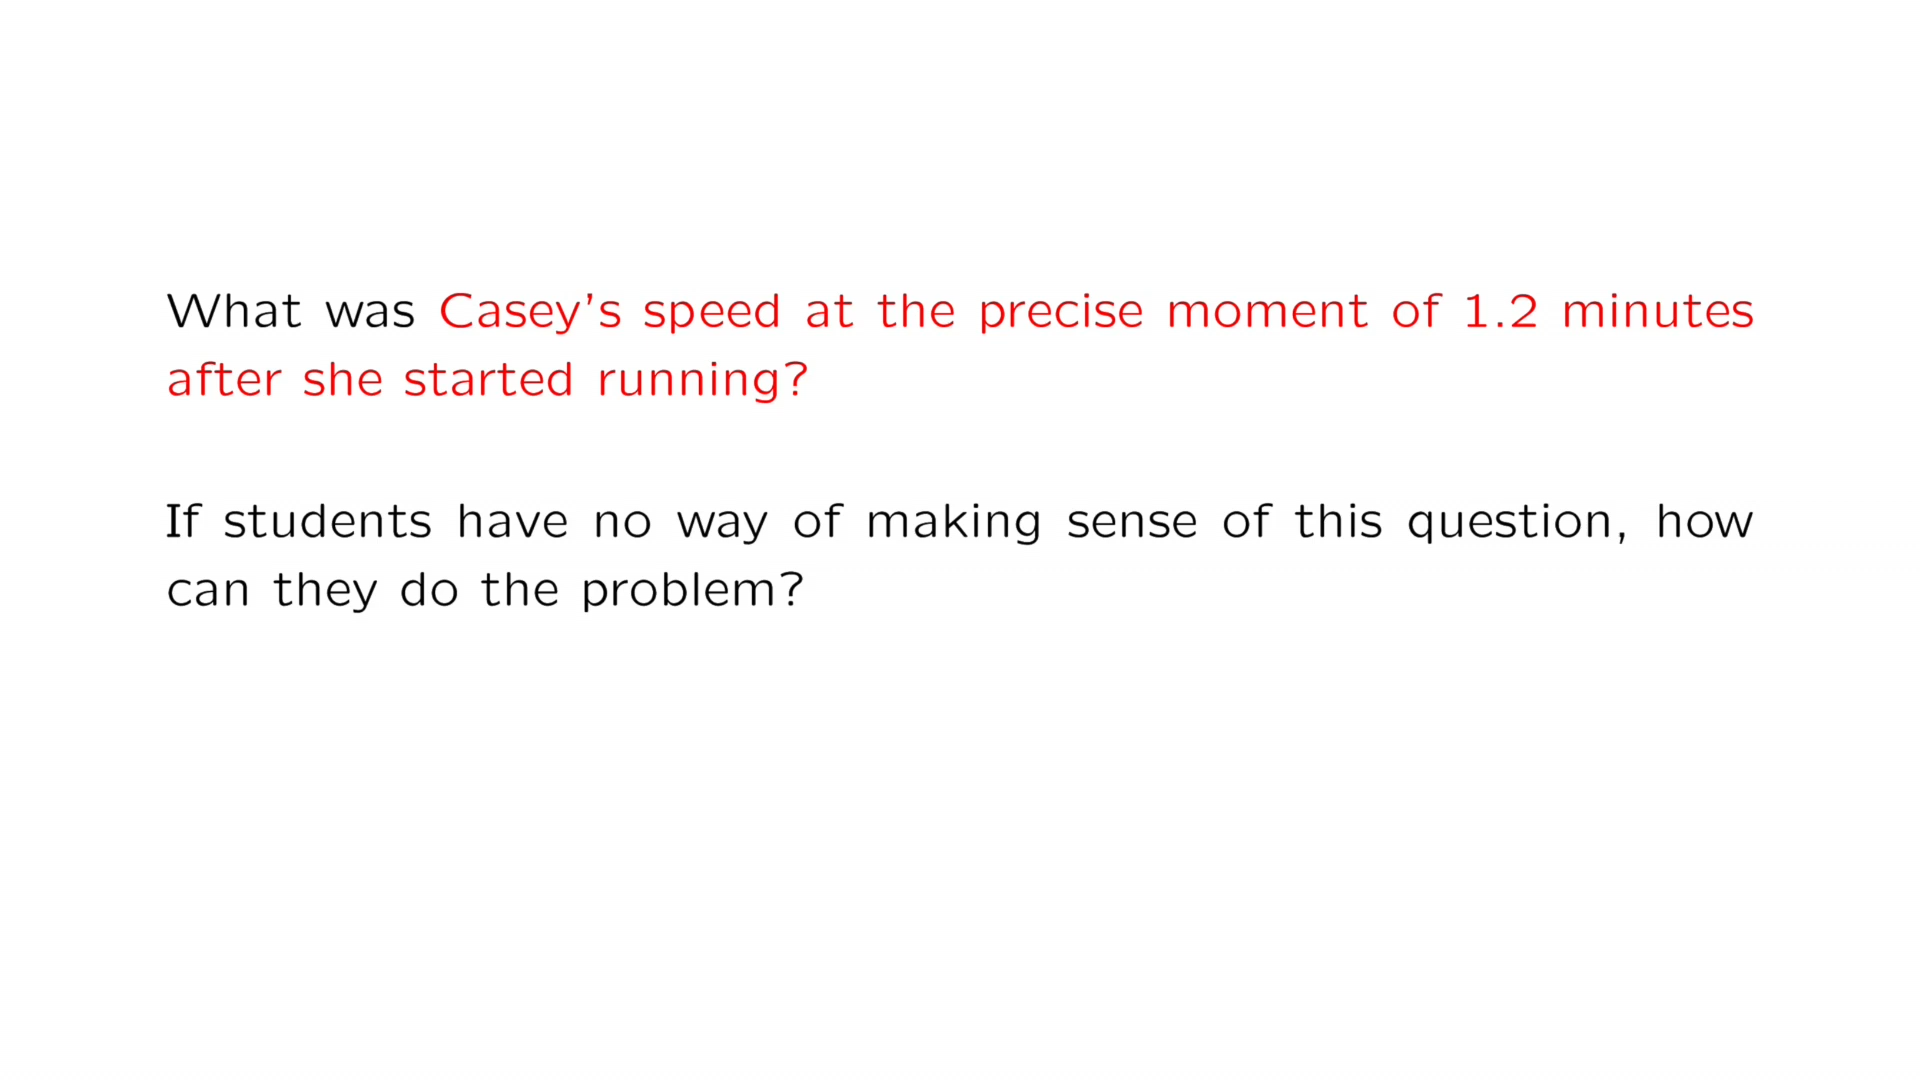 What was Casey’s speed at the precise moment of 1.2 minutes
after she started running?
If students have no way of making sense of this question, how
can they do the problem?